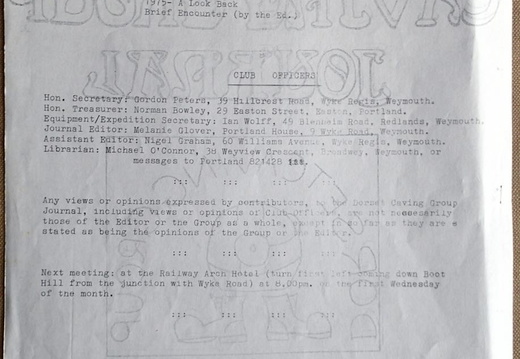 1975- A Look Back
Brief Encounter (by the Ed.)
CLUB OFFICERS
Hon. Secretary: Gordon Peters, 39 Hillcrest Road, Wyke Regis, Weymouth.
Hon. Treasurer: Norman Bowley, 29 Easton Street, Easton, Portland.
Equipment/Expedition Secretary: Ian Wolff, 49 Blenheim Road, Redlands, Weymouth.
Journal Editor: Melanie Glover, Portland House, 9 Wyke Road, Weymouth.
Assistant Editor: Nigel Graham, 60 Williams Avenue, Wyke Regis, Weymouth.
Librarian: Michael O'Connor, 38 Wayview Crescent, Broadwey, Weymouth, or
messages to Portland 821428
::: ::: ::: :::
Any views or opinions expressed by contributors, to the Dorset Caving Group
Journal, including views or opinions of Club Officers, are not necessarily
those of the Editor or the Group as a whole, except in so far as they are
stated as being the opinions of the Group or the Editor.
::: ::: ::: :::
Next meeting: at the Railway Arch Hotel (turn first left coming down Boot
Hill from the junction with Wyke Road) at 8.00pm. on the first Wednesday
of the month.
::: ::: ::: :::